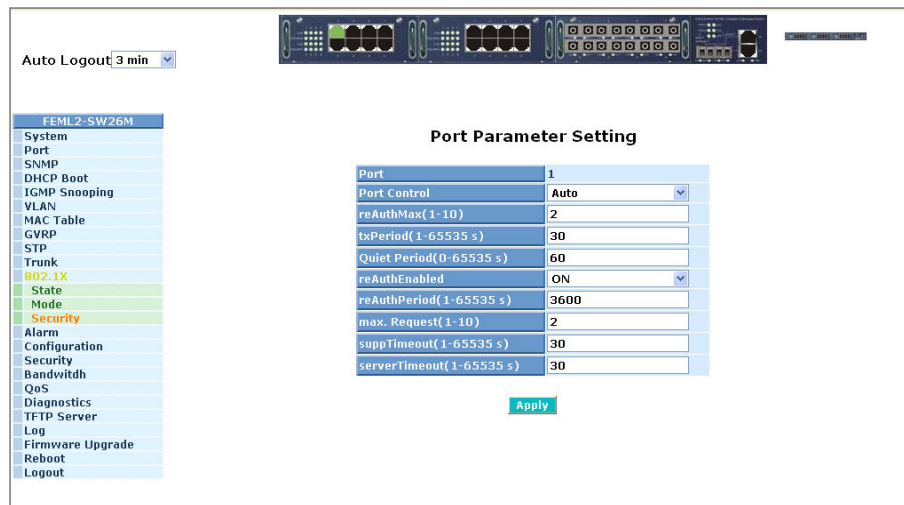 Auto Logout 3 min
FEML2-SW26M
System
Port
SNMP
DHCP Boot
IGMP Snooping
VLAN
MAC Table
GVRP
STP
Trunk
802.1X
State
Mode
Security
Alarm
Configuration
Security
Bandwitdh
QoS
Diagnostics
TFTP Server
Log
Firmware Upgrade
Reboot
Logout
Port Parameter Setting
Port 1
Port Control Auto
reAuthMax(1-10) 2
txPeriod(1-65535 s) 30
Quiet Period(0-65535 s) 60
reAuthEnabled ON
reAuthPeriod(1-65535 s) 3600
max. Request(1-10) 2
suppTimeout(1-65535 s) 30
serverTimeout(1-65535 s) 30
Apply